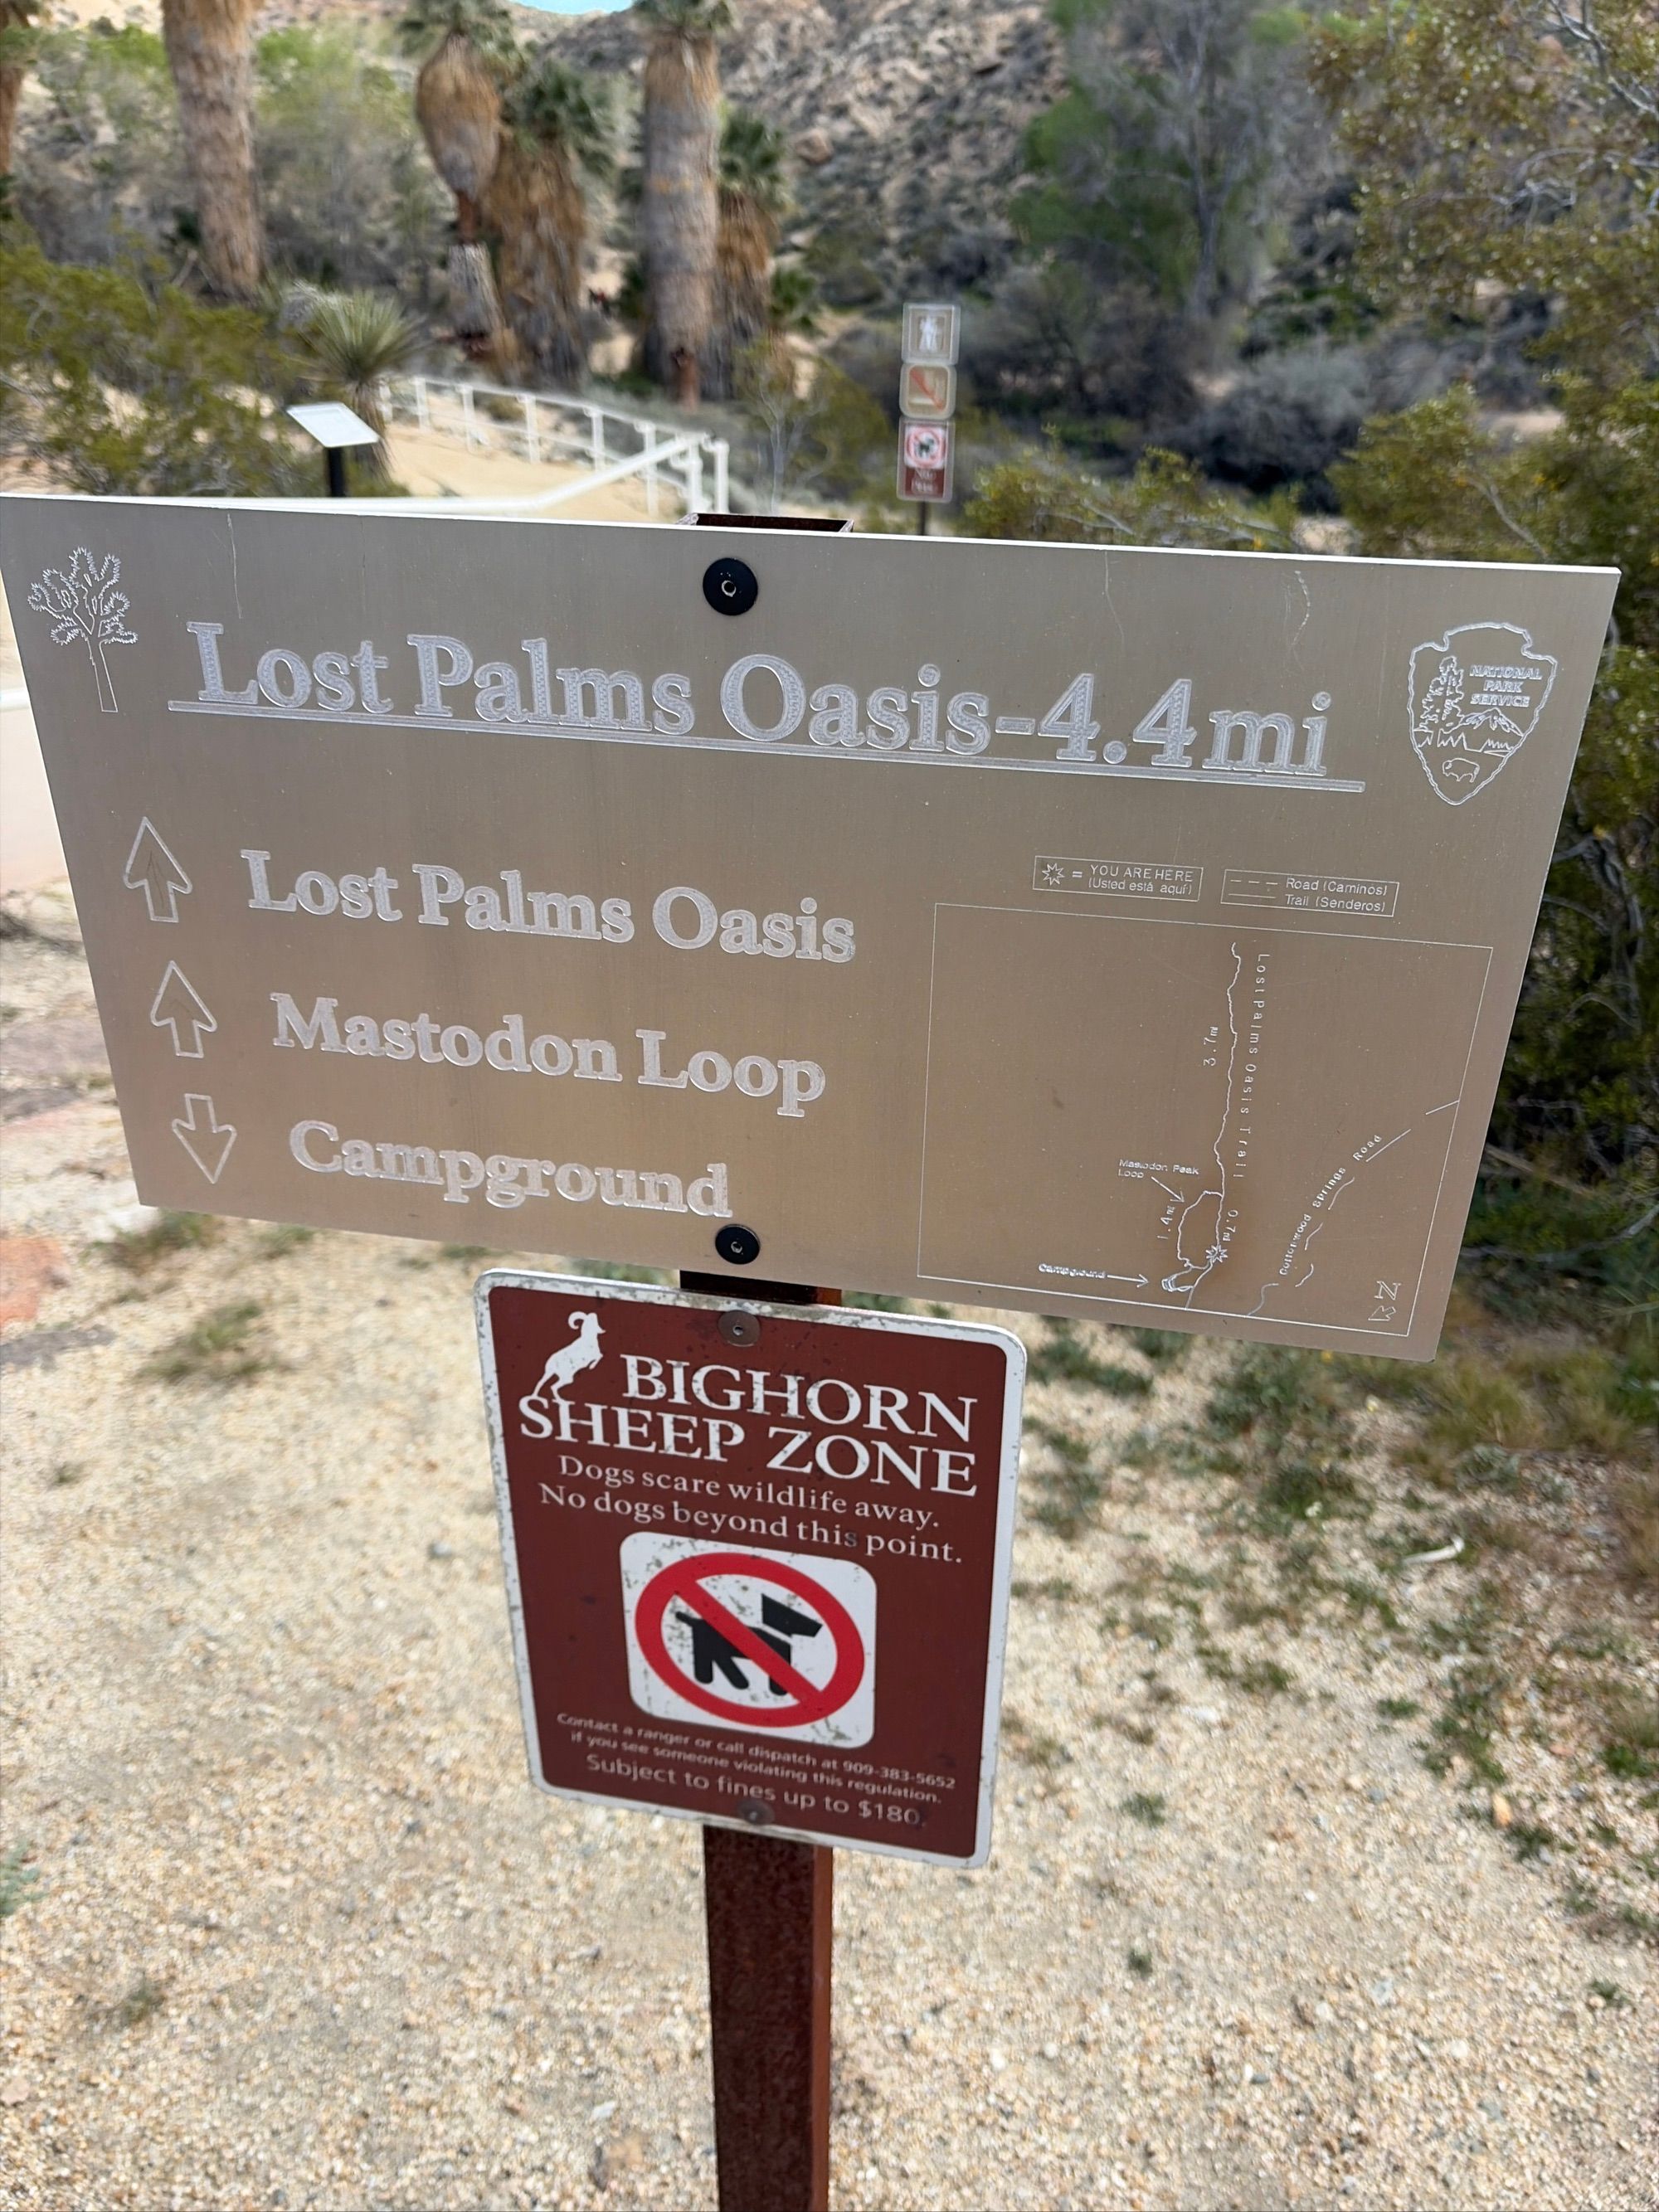 Lost Palms Oasis-4.4mi
NATIONAL
PARK
SERVICE
Lost Palms Oasis
Mastodon Loop
Campground
= YOU ARE HERE
(Usted está aquí)
Road (Caminos)
Trail (Senderos)
Lost Palms Oasis Trail
3.7mi
Mastodon Peak
Loop
1.4mi
0.7mi
Campground
Cottonwood Springs Road
N
BIGHORN
SHEEP ZONE
Dogs scare wildlife away.
No dogs beyond this point.
Contact a ranger or call dispatch at 909-383-5652
if you see someone violating this regulation.
Subject to fines up to $180.